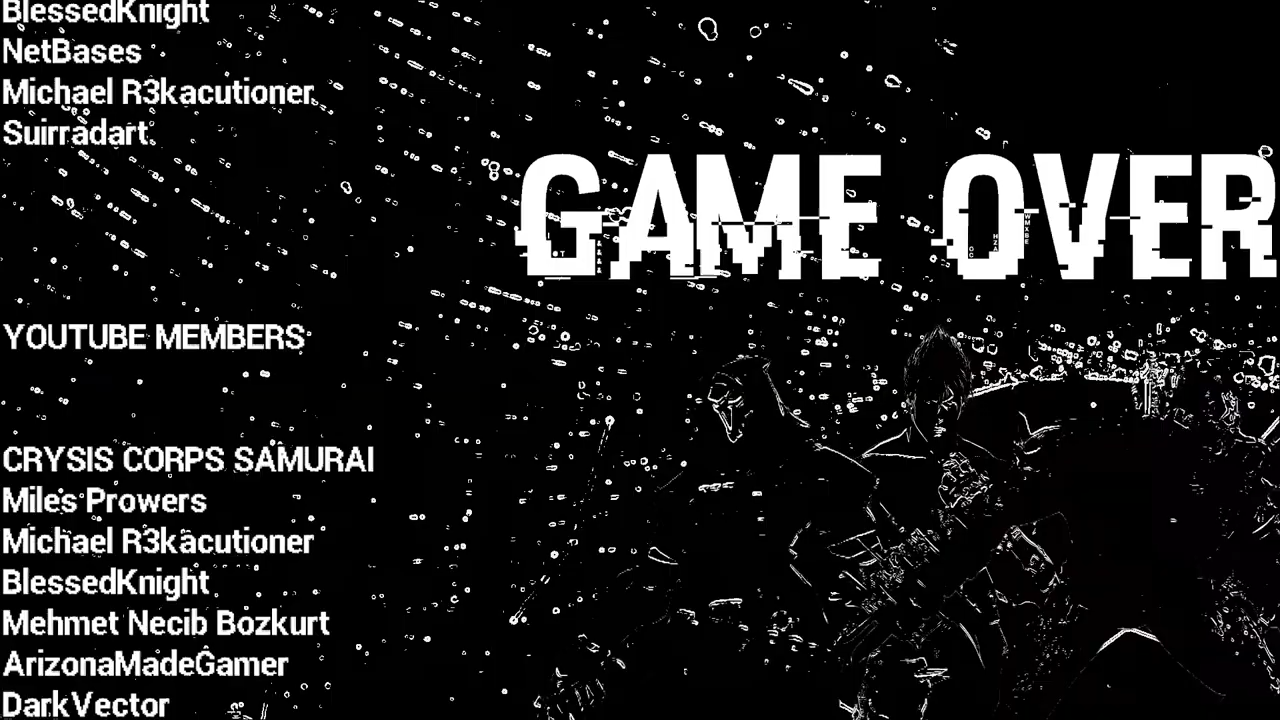 BlessedKnight
NetBases
Michael R3kacutioner
Suirradart
GAME OVER
YOUTUBE MEMBERS
CRYSIS CORPS SAMURAI
Miles Prowers
Michael R3kacutioner
BlessedKnight
Mehmet Necib Bozkurt
ArizonaMadeGamer
DarkVector